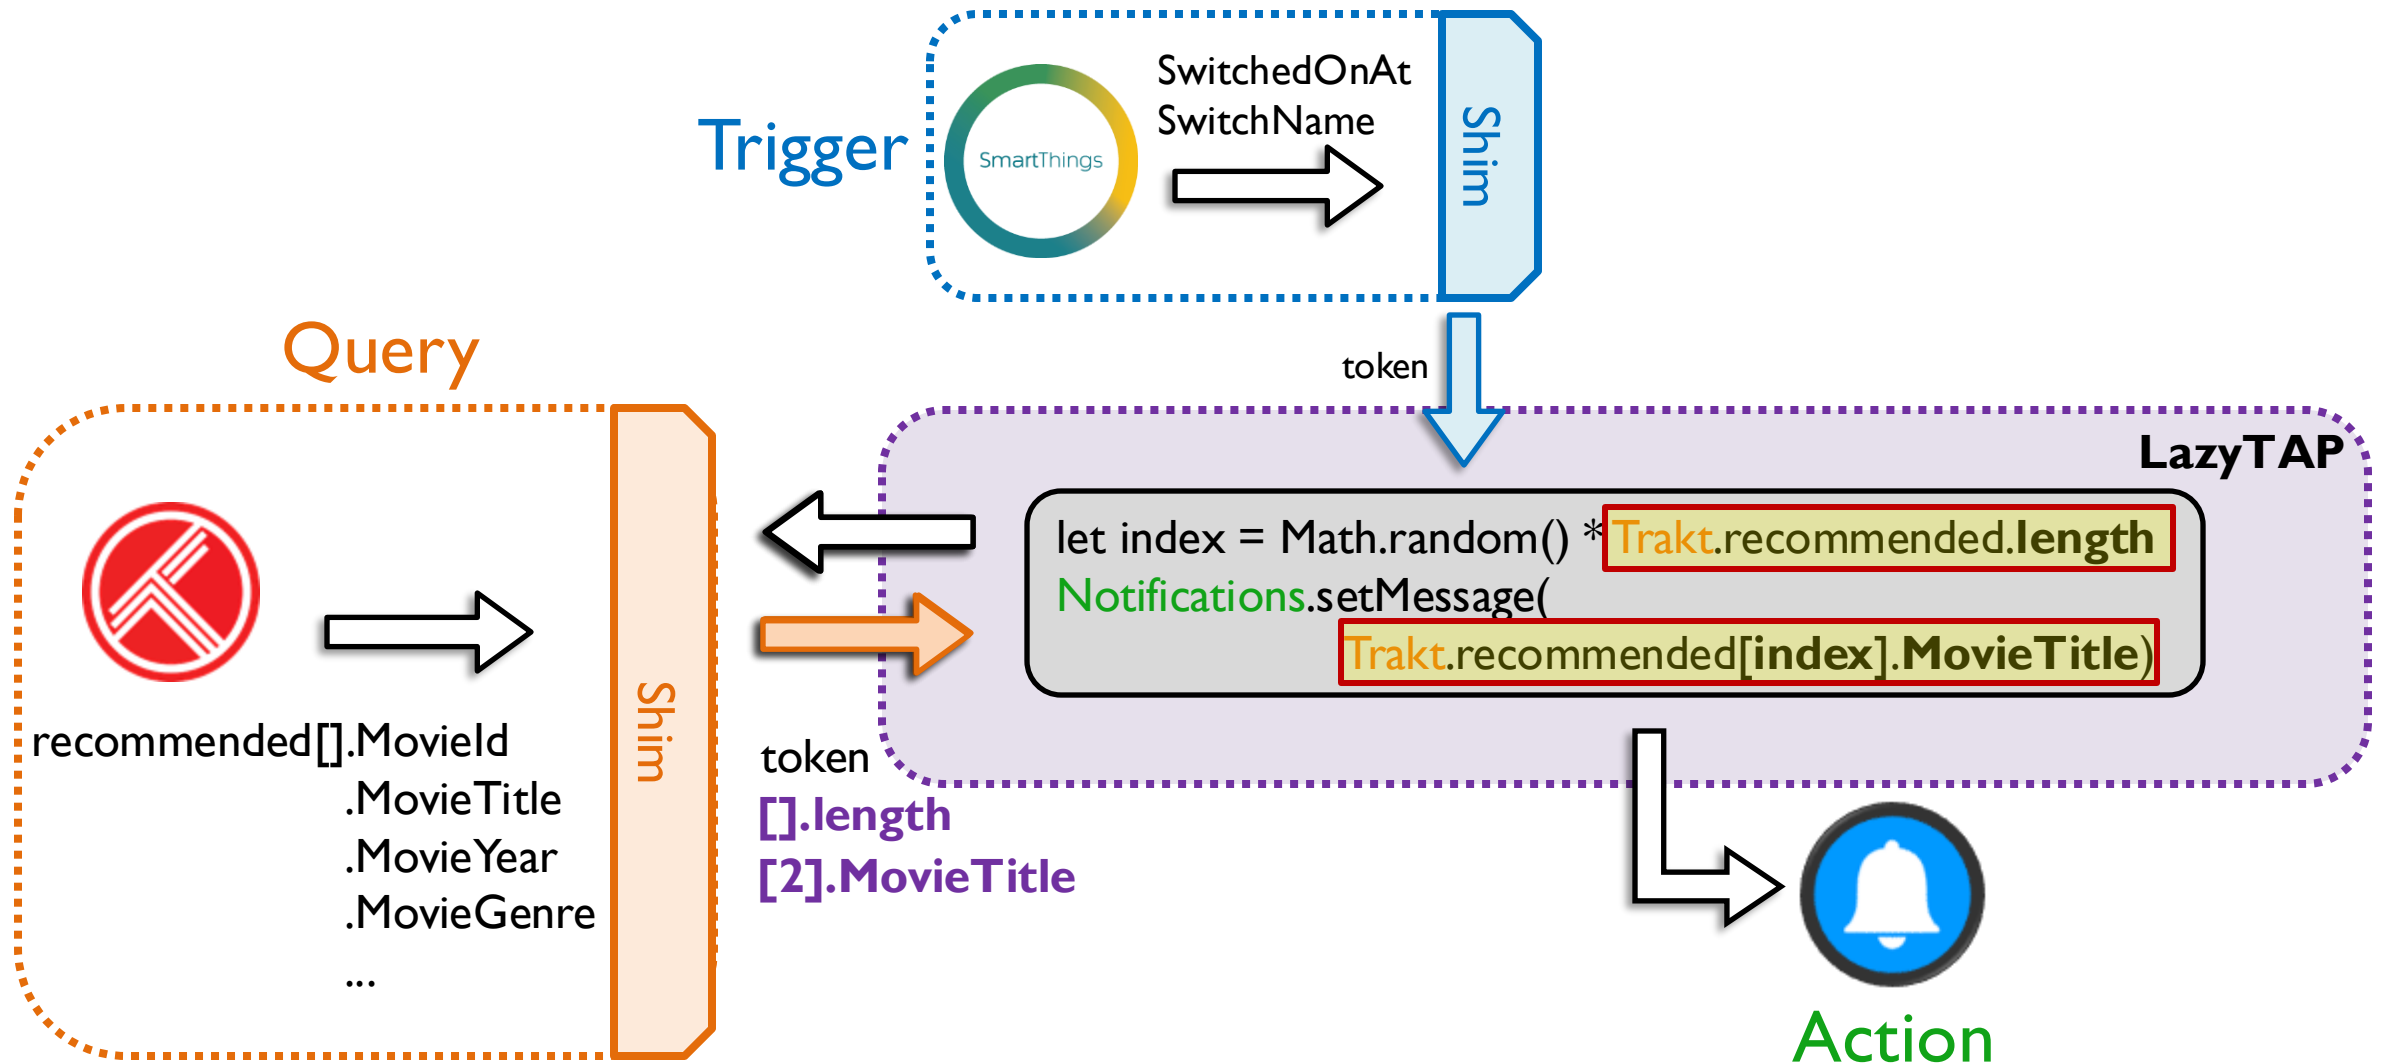 SwitchedOnAt
SwitchName
Trigger
SmartThings
Shim
token
Query
LazyTAP
let index = Math.random() * Trakt.recommended.length
Notifications.setMessage(
Trakt.recommended[index].MovieTitle)
Shim
recommended[].MovieId
.MovieTitle
.MovieYear
.MovieGenre
...
token
[].length
[2].MovieTitle
Action